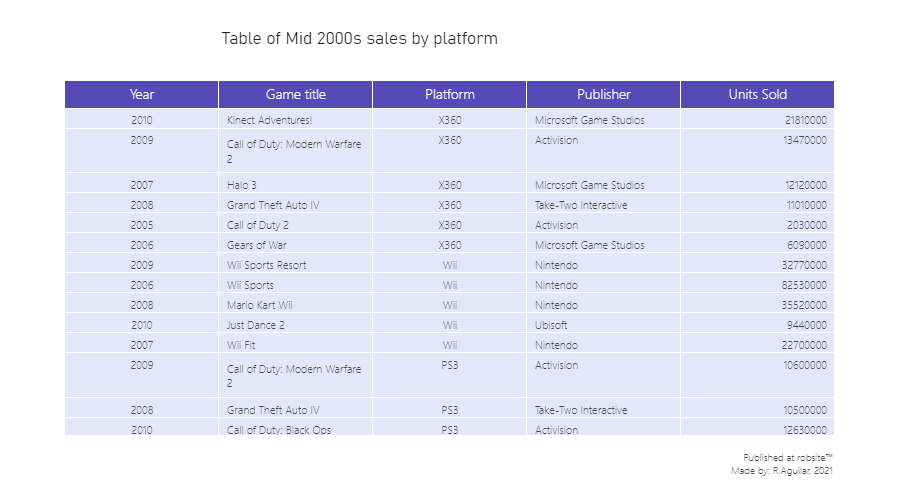 Table of Mid 2000s sales by platform
Year Game title Platform Publisher Units Sold
2010 Kinect Adventures! X360 Microsoft Game Studios 21810000
2009 Call of Duty: Modern Warfare X360 Activision 13470000
2
2007 Halo 3 X360 Microsoft Game Studios 12120000
2008 Grand Theft Auto IV X360 Take-Two Interactive 11010000
2005 Call of Duty 2 X360 Activision 2030000
2006 Gears of War X360 Microsoft Game Studios 6090000
2009 Wii Sports Resort Wii Nintendo 32770000
2006 Wii Sports Wii Nintendo 82530000
2008 Mario Kart Wii Wii Nintendo 35520000
2010 Just Dance 2 Wii Ubisoft 9440000
2007 Wii Fit Wii Nintendo 22700000
2009 Call of Duty: Modern Warfare PS3 Activision 10600000
2
2008 Grand Theft Auto IV PS3 Take-Two Interactive 10500000
2010 Call of Duty: Black Ops PS3 Activision 12630000
Published at robsite™
Made by: R.Aguilar, 2021